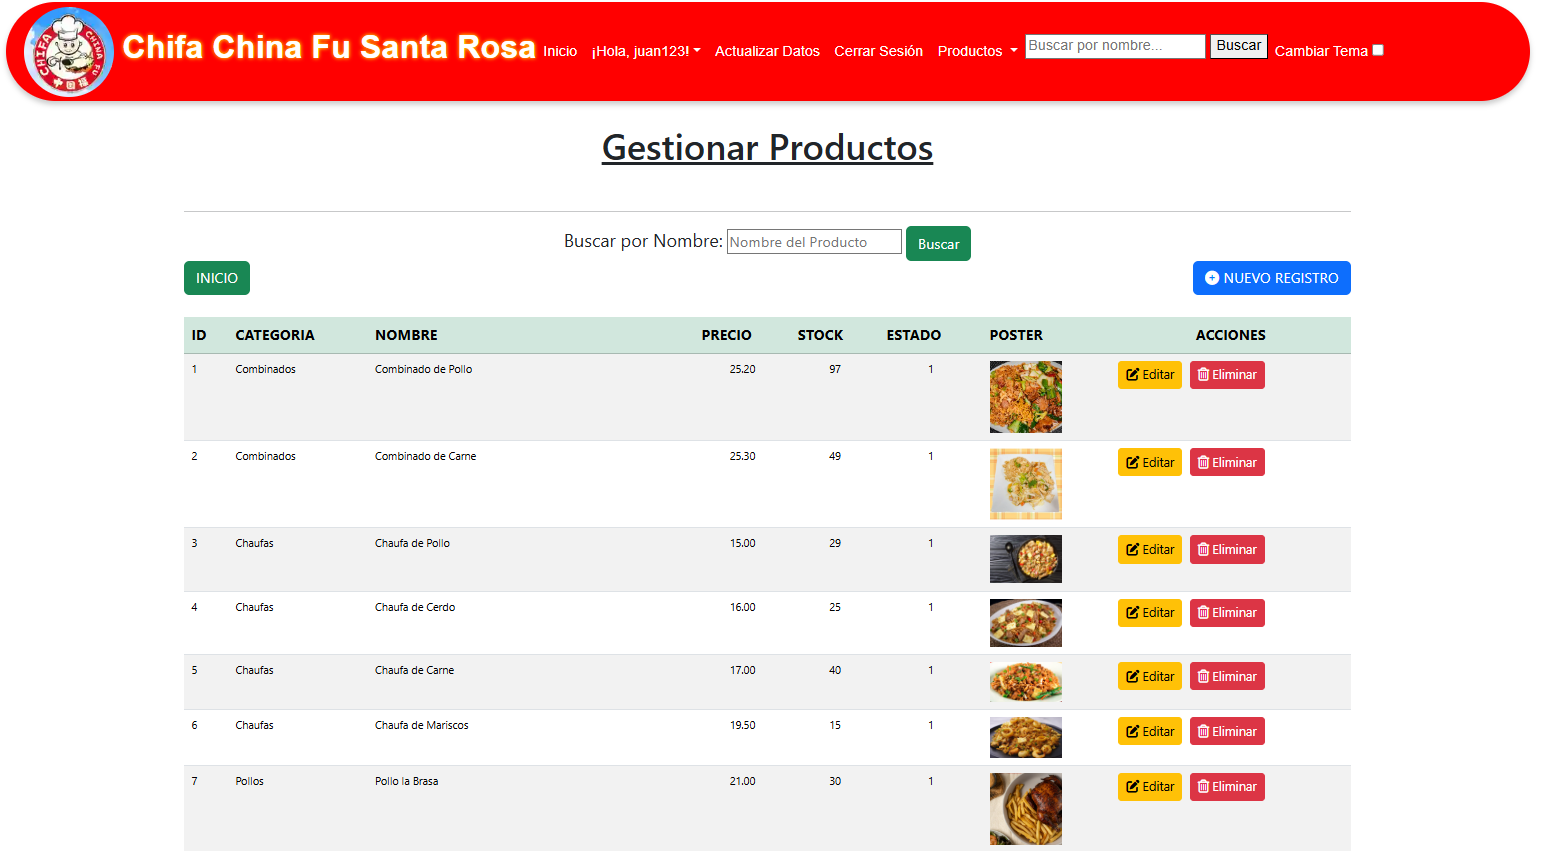 CHIFA CHINA FU
中国福
Chifa China Fu Santa Rosa Inicio ¡Hola, juan123! Actualizar Datos Cerrar Sesión Productos Buscar por nombre... Buscar Cambiar Tema
Gestionar Productos
Buscar por Nombre: Nombre del Producto Buscar
INICIO NUEVO REGISTRO
ID CATEGORIA NOMBRE PRECIO STOCK ESTADO POSTER ACCIONES
1 Combinados Combinado de Pollo 25.20 97 1 Editar Eliminar
2 Combinados Combinado de Carne 25.30 49 1 Editar Eliminar
3 Chaufas Chaufa de Pollo 15.00 29 1 Editar Eliminar
4 Chaufas Chaufa de Cerdo 16.00 25 1 Editar Eliminar
5 Chaufas Chaufa de Carne 17.00 40 1 Editar Eliminar
6 Chaufas Chaufa de Mariscos 19.50 15 1 Editar Eliminar
7 Pollos Pollo la Brasa 21.00 30 1 Editar Eliminar